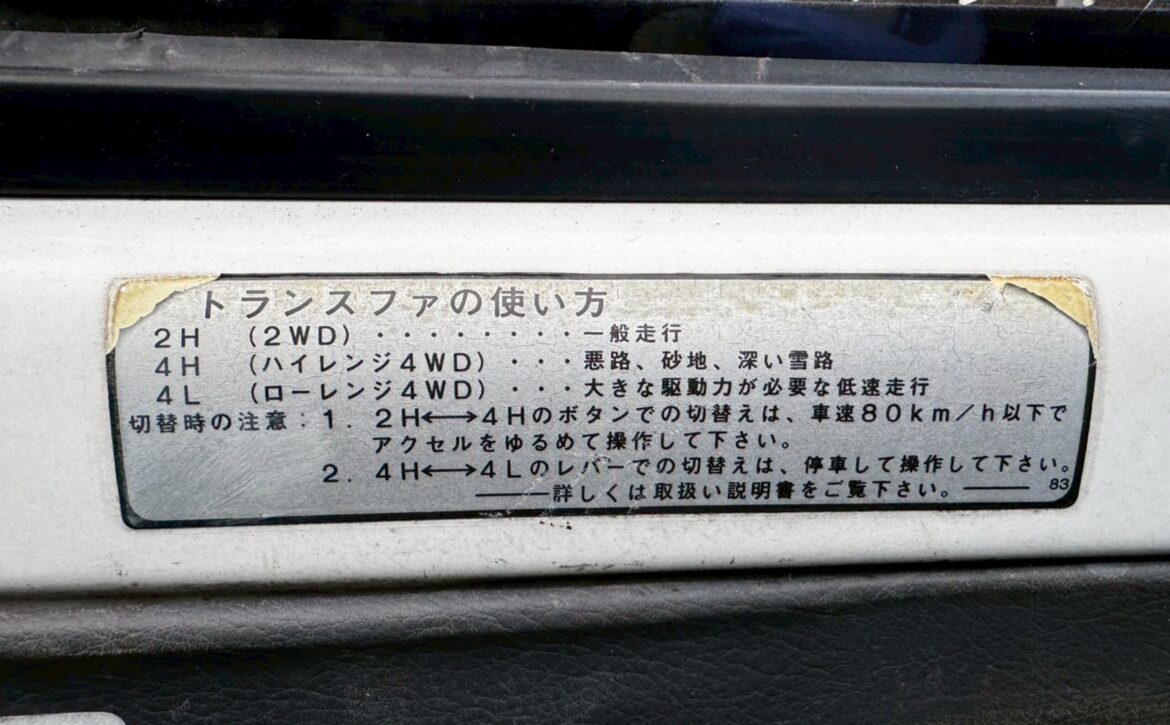 トランスファの使い方
2H (2WD)・・・・・・・・一般走行
4H (ハイレンジ4WD)・・・悪路、砂地、深い雪路
4L (ローレンジ4WD)・・・大きな駆動力が必要な低速走行
切替時の注意:1. 2H←→4Hのボタンでの切替えは、車速80km/h以下で
アクセルをゆるめて操作して下さい。
2. 4H←→4Lのレバーでの切替えは、停車して操作して下さい。
——詳しくは取扱い説明書をご覧下さい。—— 83